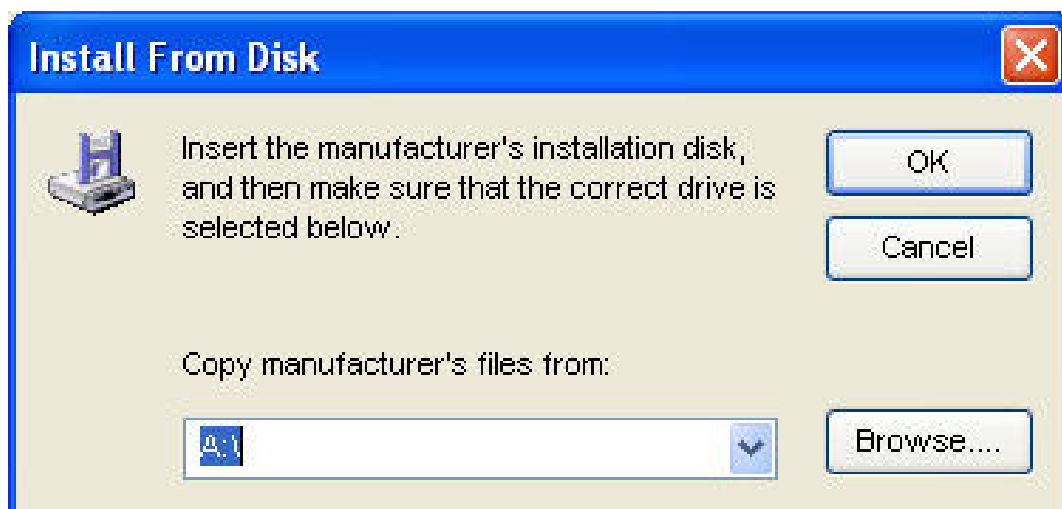 Install From Disk
Insert the manufacturer's installation disk,
and then make sure that the correct drive is
selected below.
OK
Cancel
Copy manufacturer's files from:
A:\
Browse....